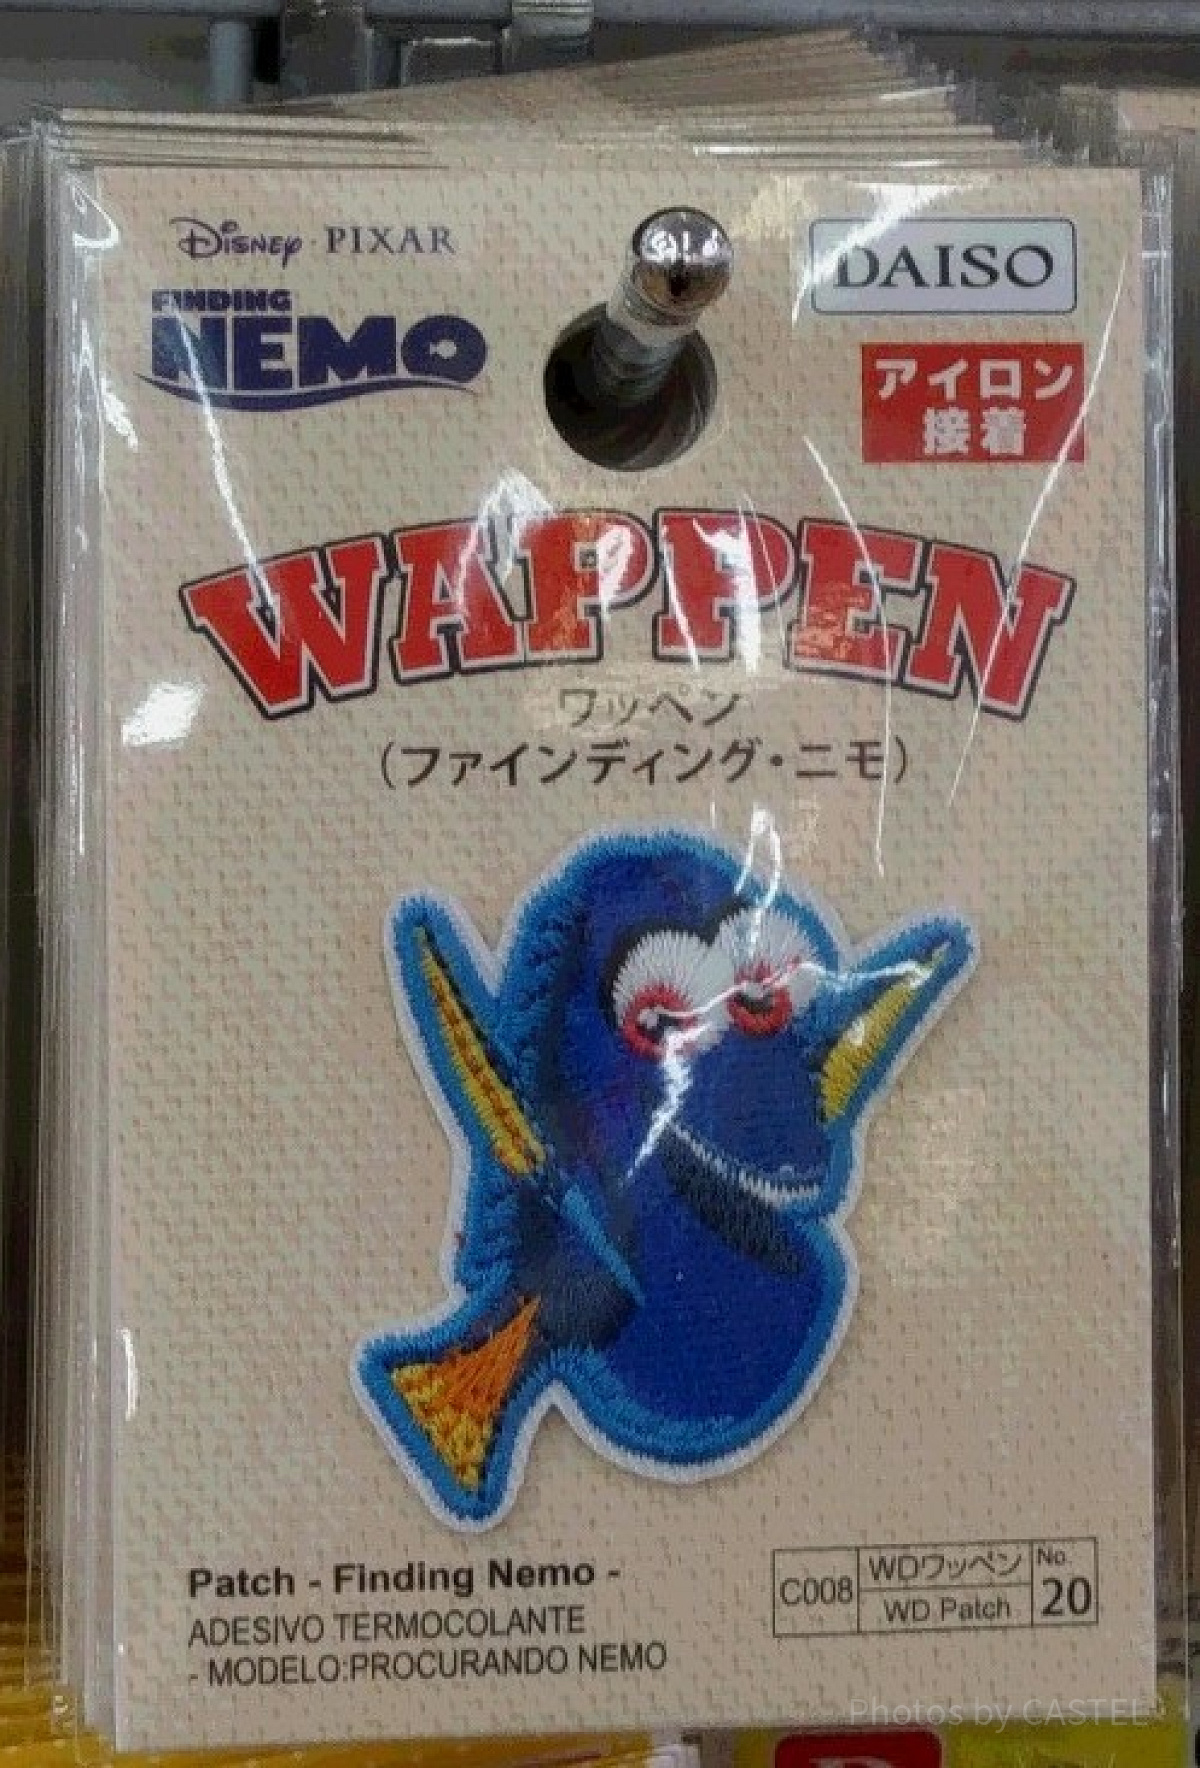 Disney · PIXAR
FINDING
NEMO
DAISO
アイロン
接着
WAPPEN
ワッペン
(ファインディング・ニモ)
Patch - Finding Nemo -
ADESIVO TERMOCOLANTE
- MODELO:PROCURANDO NEMO
C008
WDワッペン
WD Patch
No.
20
Photos by CASTEL